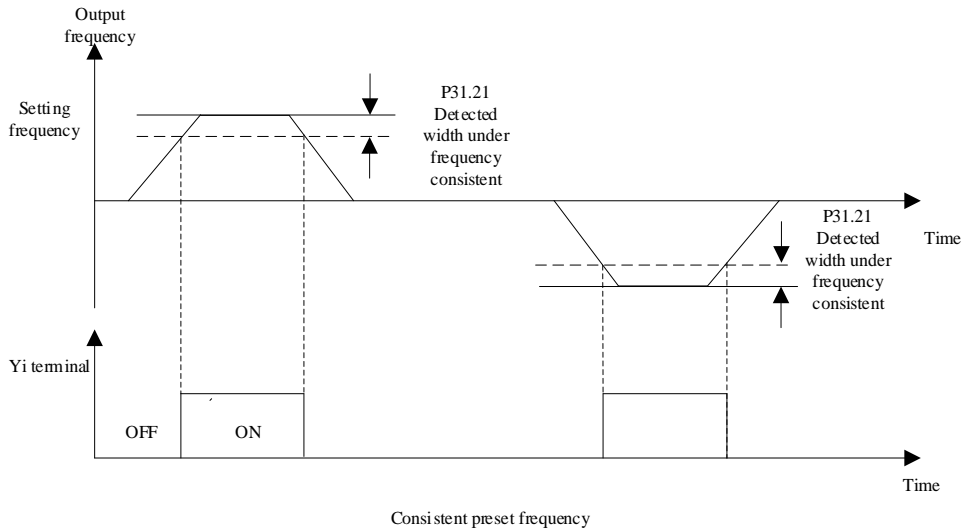 Output
frequency
Setting
frequency
P31.21
Detected
width under
frequency
consistent
P31.21
Detected
width under
frequency
consistent
Time
Yi terminal
OFF
ON
Time
Consistent preset frequency